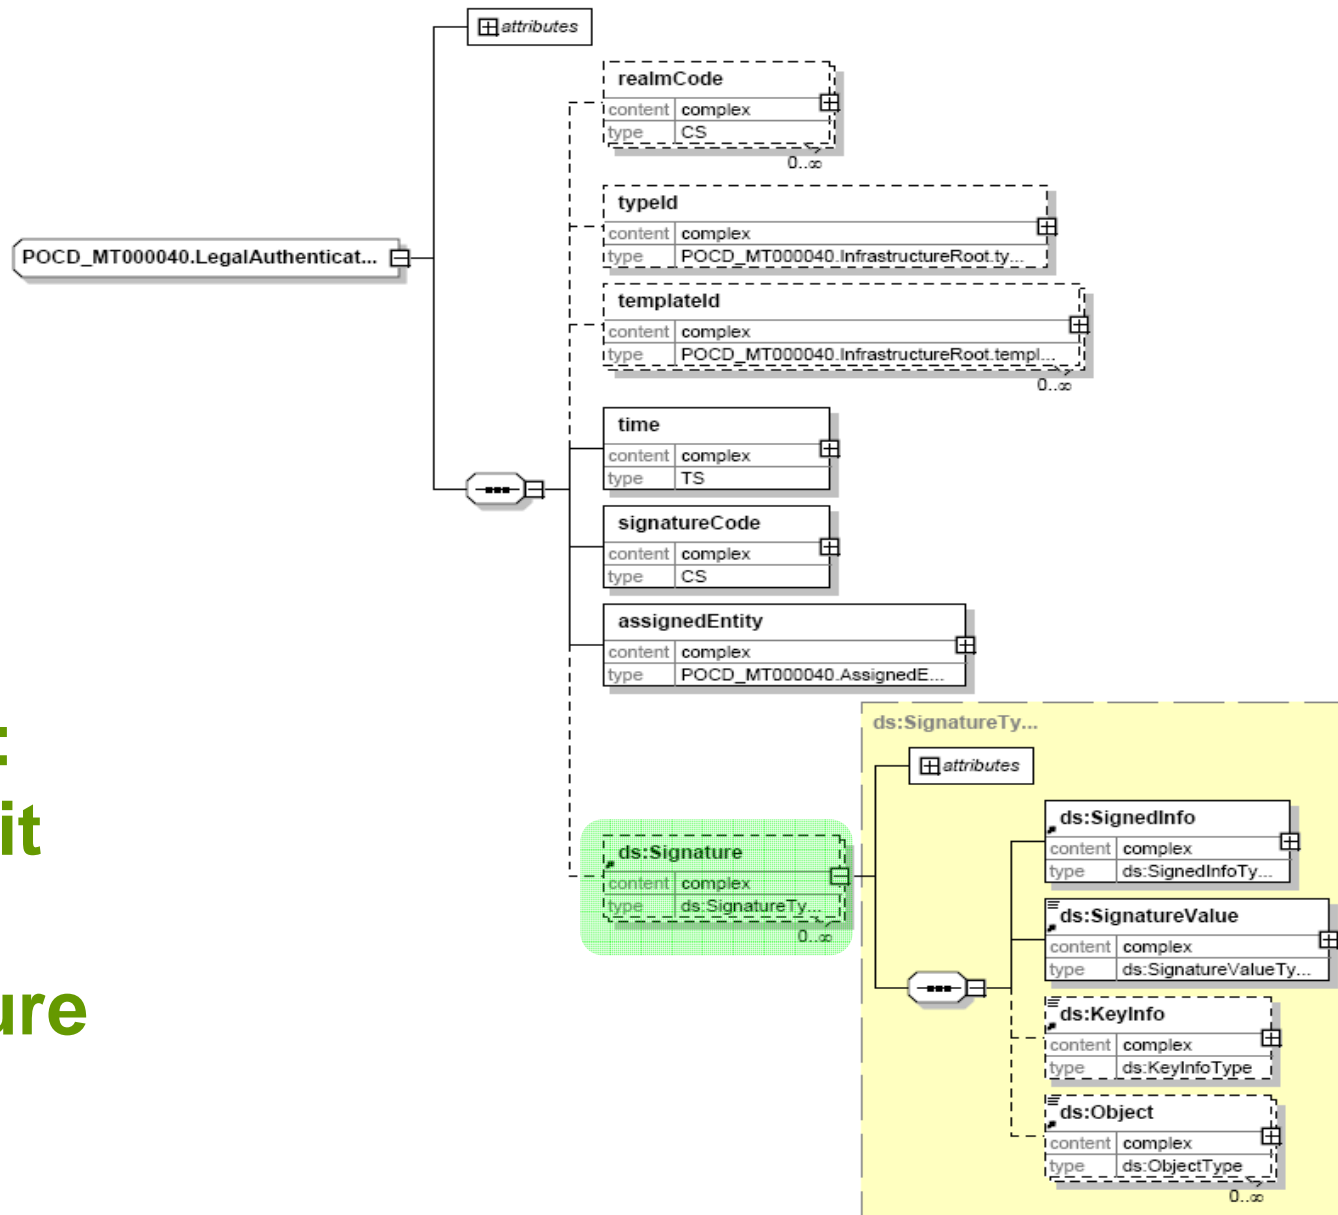 attributes
realmCode
content complex
type CS
0..∞
typeId
content complex
type POCD_MT000040.InfrastructureRoot.ty...
POCD_MT000040.LegalAuthenticat...
templateId
content complex
type POCD_MT000040.InfrastructureRoot.templ...
0..∞
time
content complex
type TS
signatureCode
content complex
type CS
assignedEntity
content complex
type POCD_MT000040.AssignedE...
:
it
ure
ds:SignatureTy...
attributes
ds:Signature
content complex
type ds:SignatureTy...
0..∞
ds:SignedInfo
content complex
type ds:SignedInfoTy...
ds:SignatureValue
content complex
type ds:SignatureValueTy...
ds:KeyInfo
content complex
type ds:KeyInfoType
ds:Object
content complex
type ds:ObjectType
0..∞